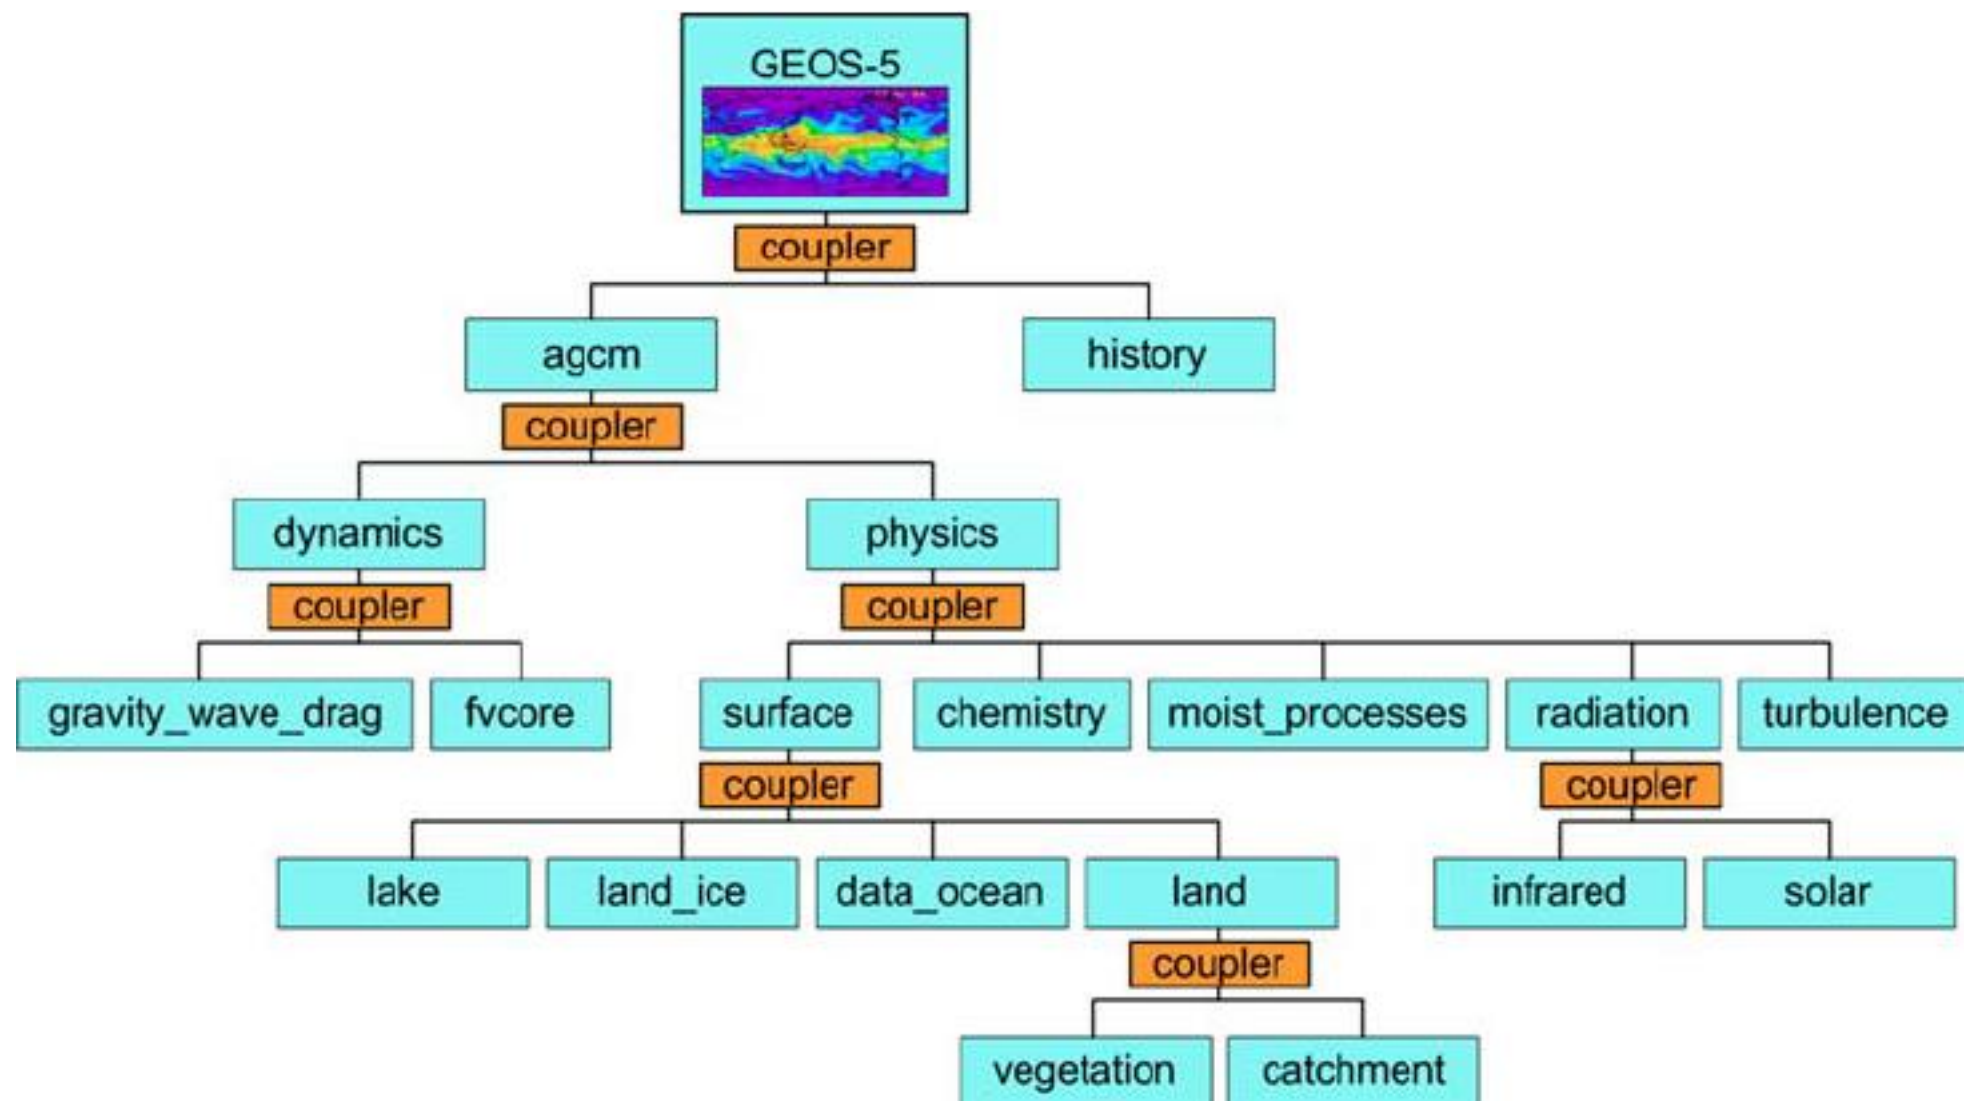 GEOS-5
coupler
agcm
history
coupler
dynamics
physics
coupler
coupler
gravity_wave_drag
fvcore
surface
chemistry
moist_processes
radiation
turbulence
coupler
coupler
lake
land_ice
data_ocean
land
infrared
solar
coupler
vegetation
catchment